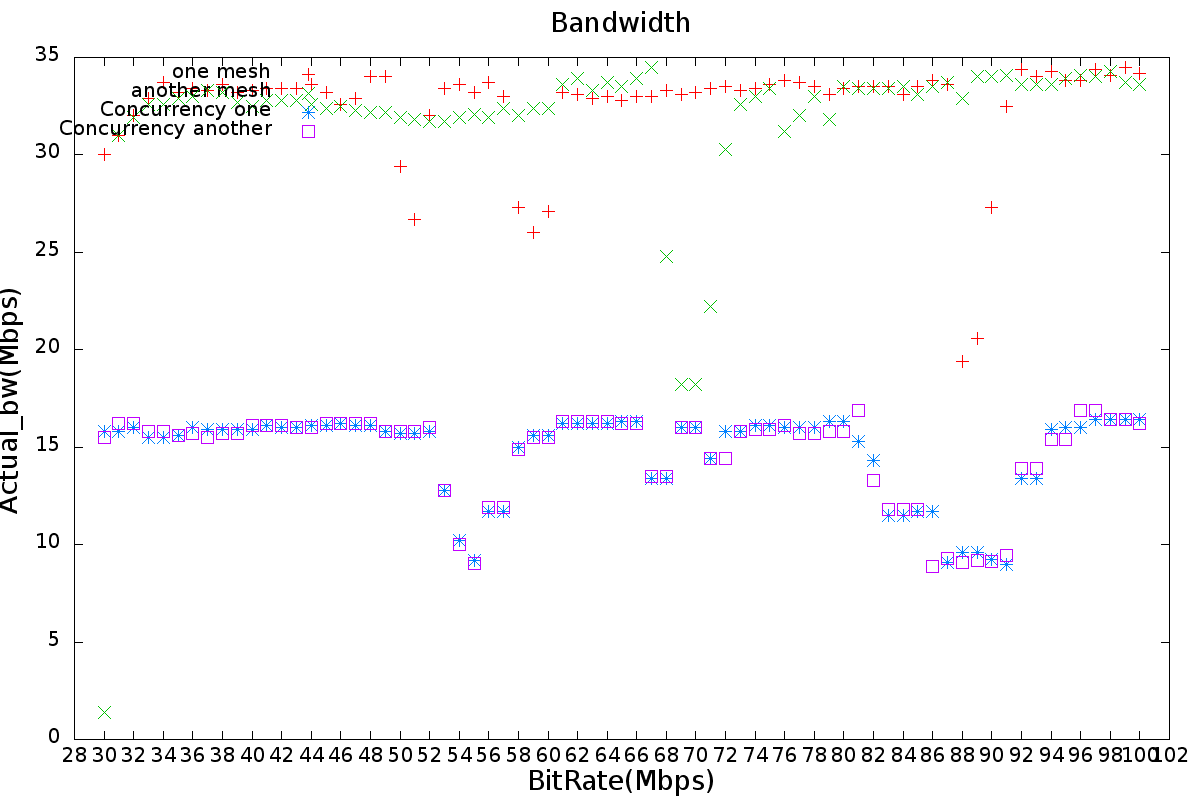 Bandwidth
35
one mesh
another mesh
Concurrency one
Concurrency another
30
25
20
15
10
5
0
Actual_bw(Mbps)
28 30 32 34 36 38 40 42 44 46 48 50 52 54 56 58 60 62 64 66 68 70 72 74 76 78 80 82 84 86 88 90 92 94 96 98 100 102
BitRate(Mbps)